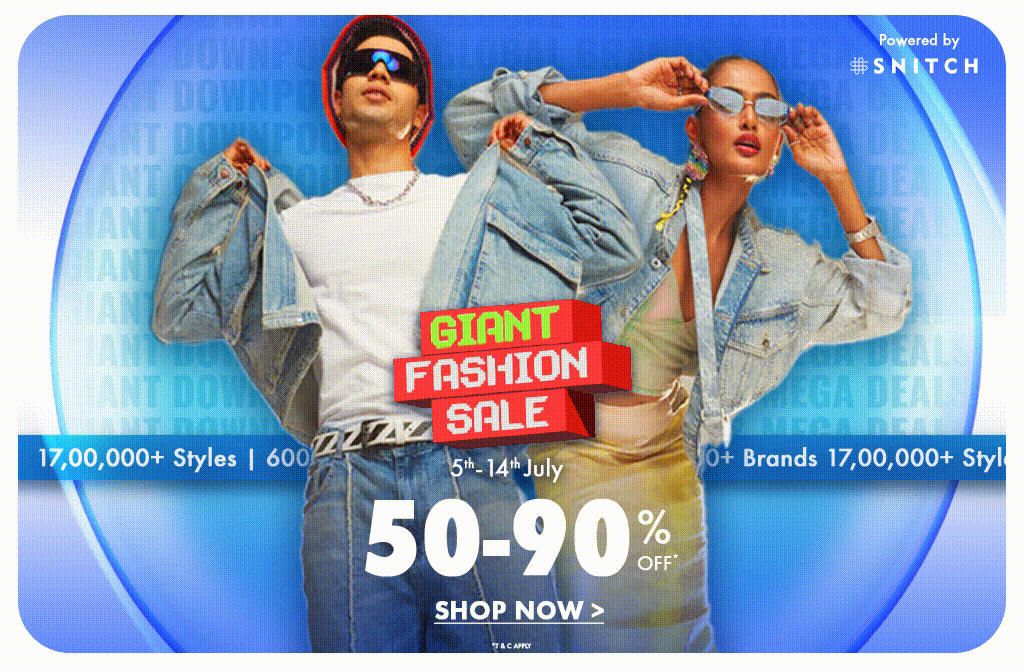 Powered by
SNITCH
GIANT
FASHION
SALE
17,00,000+ Styles | 600
0+ Brands 17,00,000+ Style
5th-14th July
50-90% OFF*
SHOP NOW >
*T & C APPLY